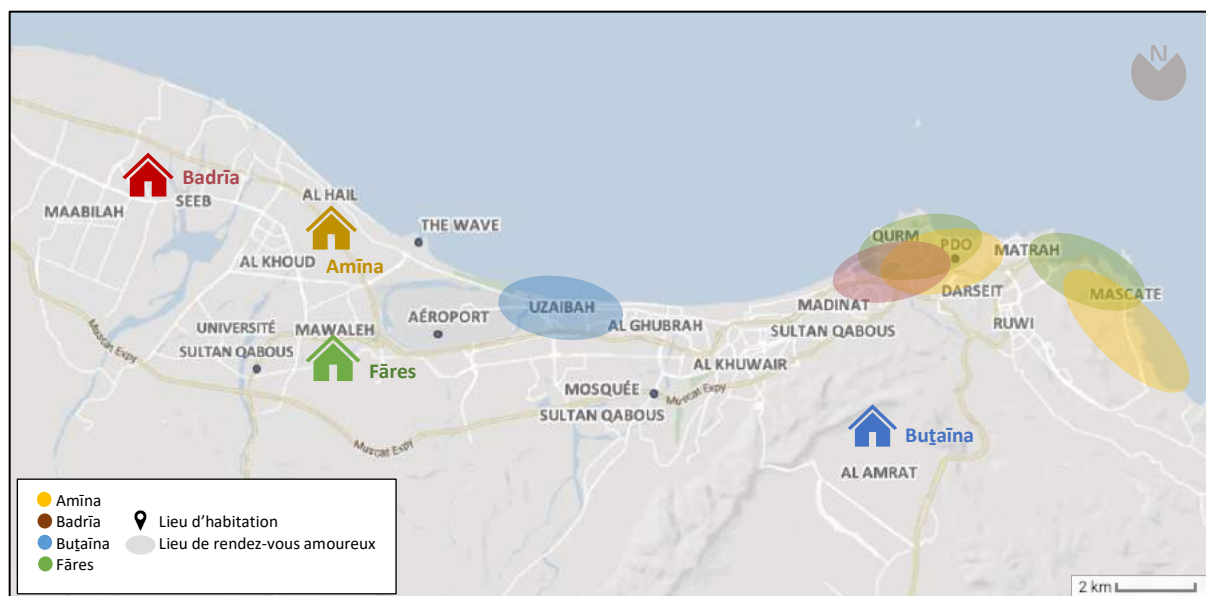 N
Badrīa
AL HAIL
SEEB
MAABILAH
THE WAVE
QURM
PDO
MATRAH
AL KHOUD
Amīna
MASCATE
UZAIBAH
DARSEIT
MADINAT
SULTAN QABOUS
AÉROPORT
AL GHUBRAH
RUWI
UNIVERSITÉ
SULTAN QABOUS
MAWALEH
Muscat Expy
Fāres
AL KHUWAIR
MOSQUÉE
SULTAN QABOUS
Muscat Expy
Muscat Expy
Buṯaīna
AL AMRAT
Amīna
Badrīa
Lieu d'habitation
Buṯaīna
Lieu de rendez-vous amoureux
Fāres
2 km